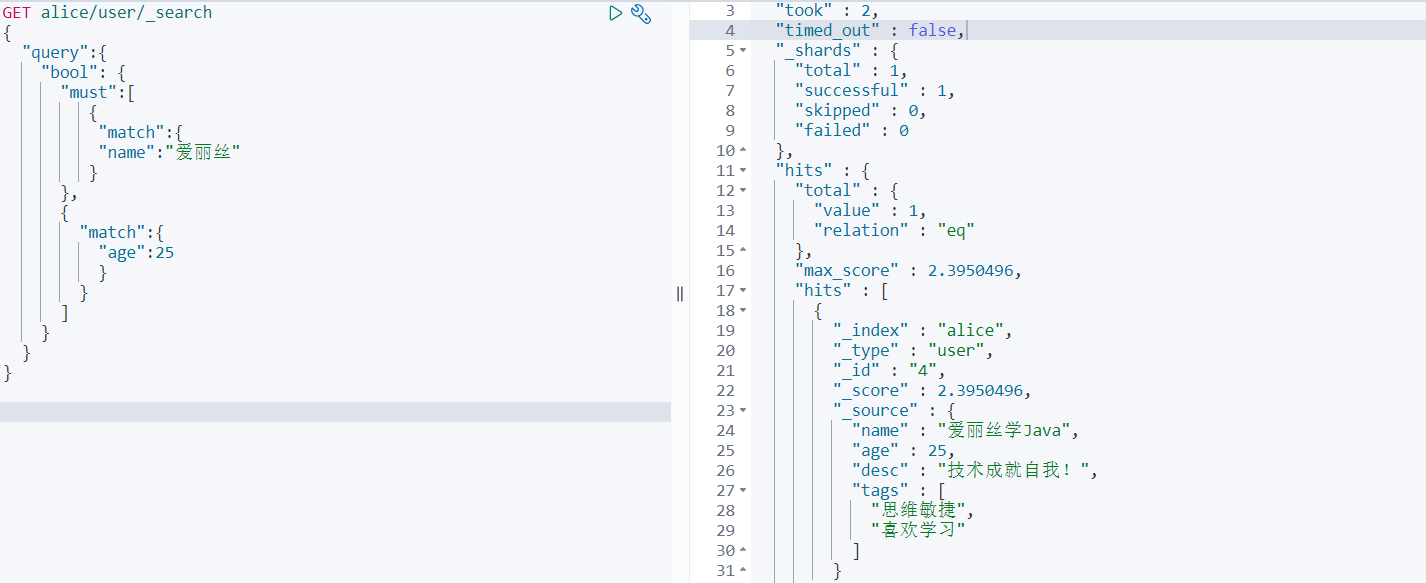 GET alice/user/_search
{
  "query":{
    "bool": {
      "must":[
         {
          "match":{
          "name":"爱丽丝"
         }
      },
      {
        "match":{
          "age":25
          }
        }
      ]
    }
  }
}
3 "took" : 2,
4 "timed_out" : false,
5 "_shards" : {
6 "total" : 1,
7 "successful" : 1,
8 "skipped" : 0,
9 "failed" : 0
10 },
11 "hits" : {
12 "total" : {
13 "value" : 1,
14 "relation" : "eq"
15 },
16 "max_score" : 2.3950496,
17 "hits" : [
18 {
19 "_index" : "alice",
20 "_type" : "user",
21 "_id" : "4",
22 "_score" : 2.3950496,
23 "_source" : {
24 "name" : "爱丽丝学Java",
25 "age" : 25,
26 "desc" : "技术成就自我！",
27 "tags" : [
28 "思维敏捷",
29 "喜欢学习"
30 ]
31 }